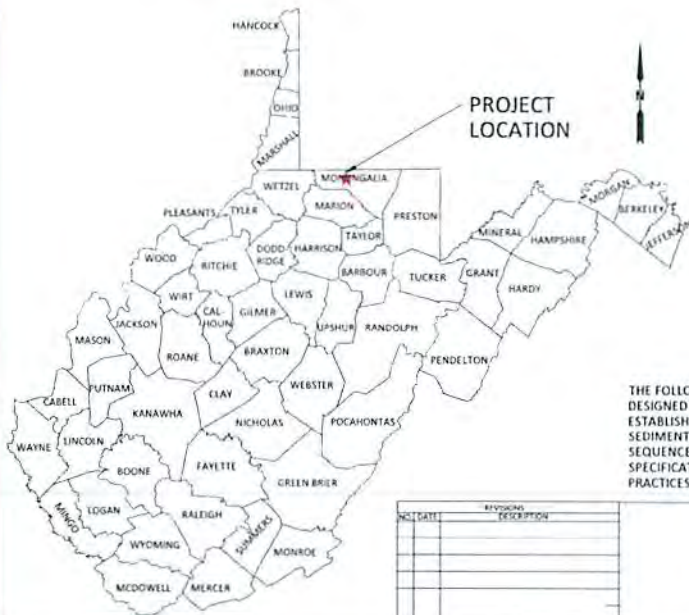 HANCOCK
BROOKE
OHIO
MARSHALL
PROJECT
LOCATION
N
WETZEL
MONONGALIA
MARION
PRESTON
PLEASANTS
TYLER
MORGAN
BERKELEY
JEFFERSON
MINERAL
HAMPSHIRE
WOOD
RITCHIE
DODD
RIDGE
HARRISON
TAYLOR
BARBOUR
TUCKER
GRANT
HARDY
WIRT
CAL-
HOUN
GILMER
LEWIS
UPSHUR
RANDOLPH
MASON
JACKSON
ROANE
BRAXTON
PENDELTON
WEBSTER
CABELL
PUTNAM
KANAWHA
CLAY
NICHOLAS
POCAHONTAS
WAYNE
LINCOLN
BOONE
FAYETTE
GREEN BRIER
MINGO
LOGAN
RALEIGH
SUMMERS
MONROE
WYOMING
MCDOWELL
MERCER
THE FOLLO
DESIGNED
ESTABLISH
SEDIMENT
SEQUENCE
SPECIFICAT
PRACTICES
REVISIONS
NO. DATE DESCRIPTION